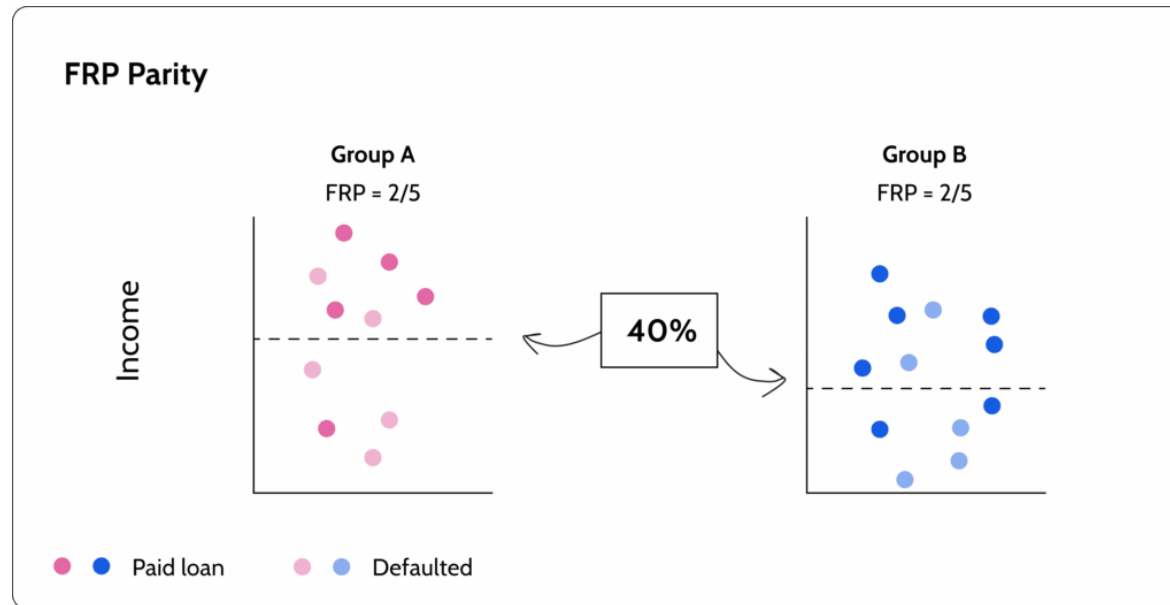 FRP Parity
Group A
FRP = 2/5
Group B
FRP = 2/5
Income
40%
Paid loan
Defaulted